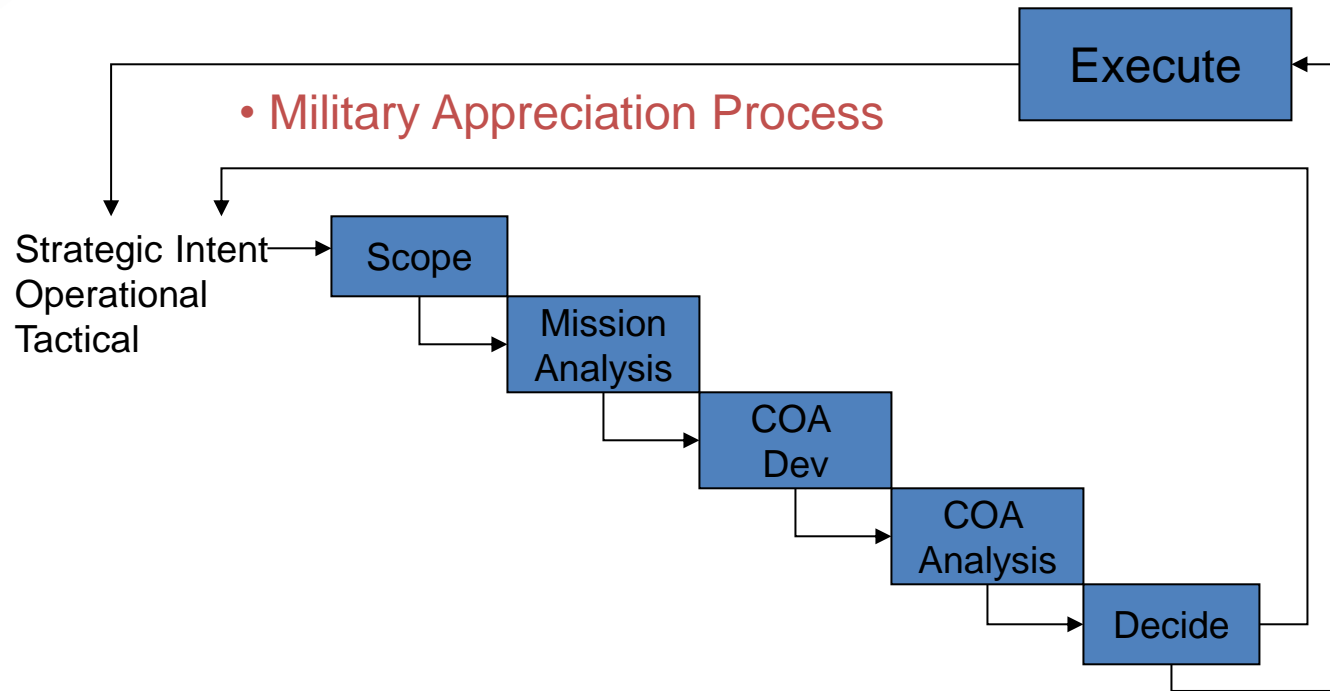 Execute
• Military Appreciation Process
Strategic Intent
Operational
Tactical
Scope
Mission
Analysis
COA
Dev
COA
Analysis
Decide